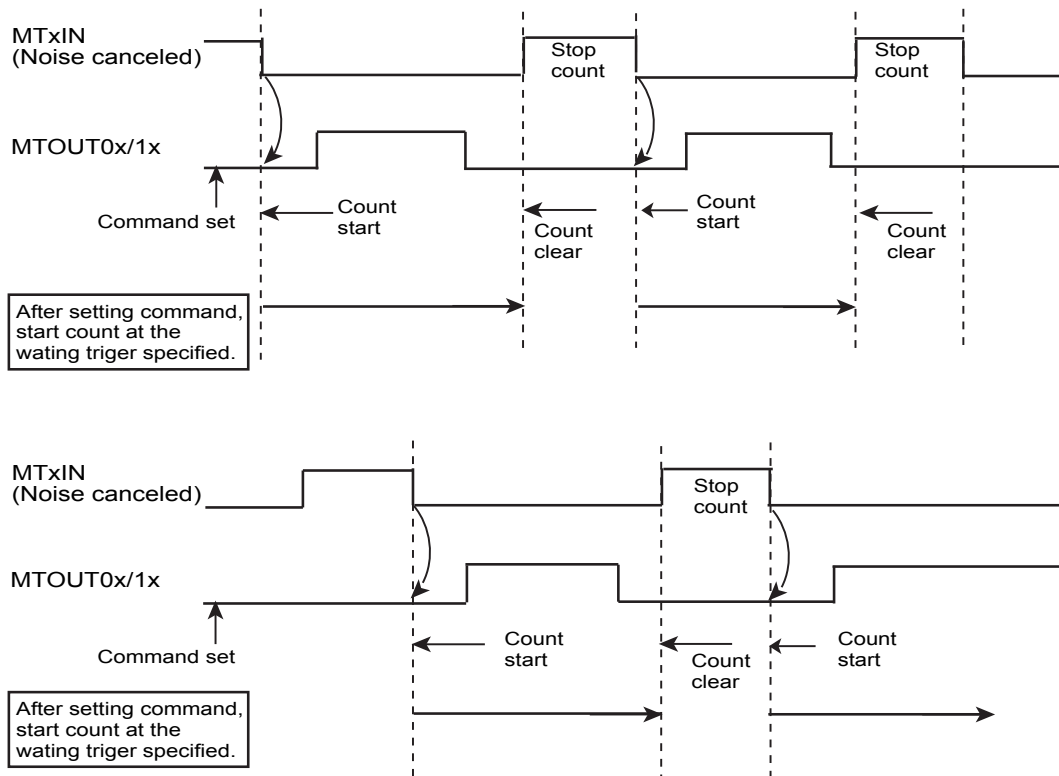 MTxIN
(Noise canceled)
Stop
count
Stop
count
MTOUT0x/1x
Command set
Count
start
Count
clear
Count
start
Count
clear
After setting command,
start count at the
wating triger specified.
MTxIN
(Noise canceled)
Stop
count
MTOUT0x/1x
Command set
Count
start
Count
clear
Count
start
After setting command,
start count at the
wating triger specified.